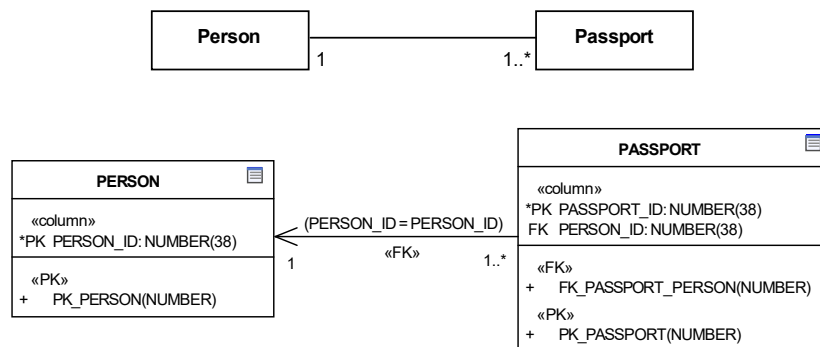 Person
Passport
1
1..*
PERSON
«column»
*PK PERSON_ID: NUMBER(38)
«PK»
+ PK_PERSON(NUMBER)
(PERSON_ID = PERSON_ID)
«FK»
1
1..*
PASSPORT
«column»
*PK PASSPORT_ID: NUMBER(38)
FK PERSON_ID: NUMBER(38)
«FK»
+ FK_PASSPORT_PERSON(NUMBER)
«PK»
+ PK_PASSPORT(NUMBER)